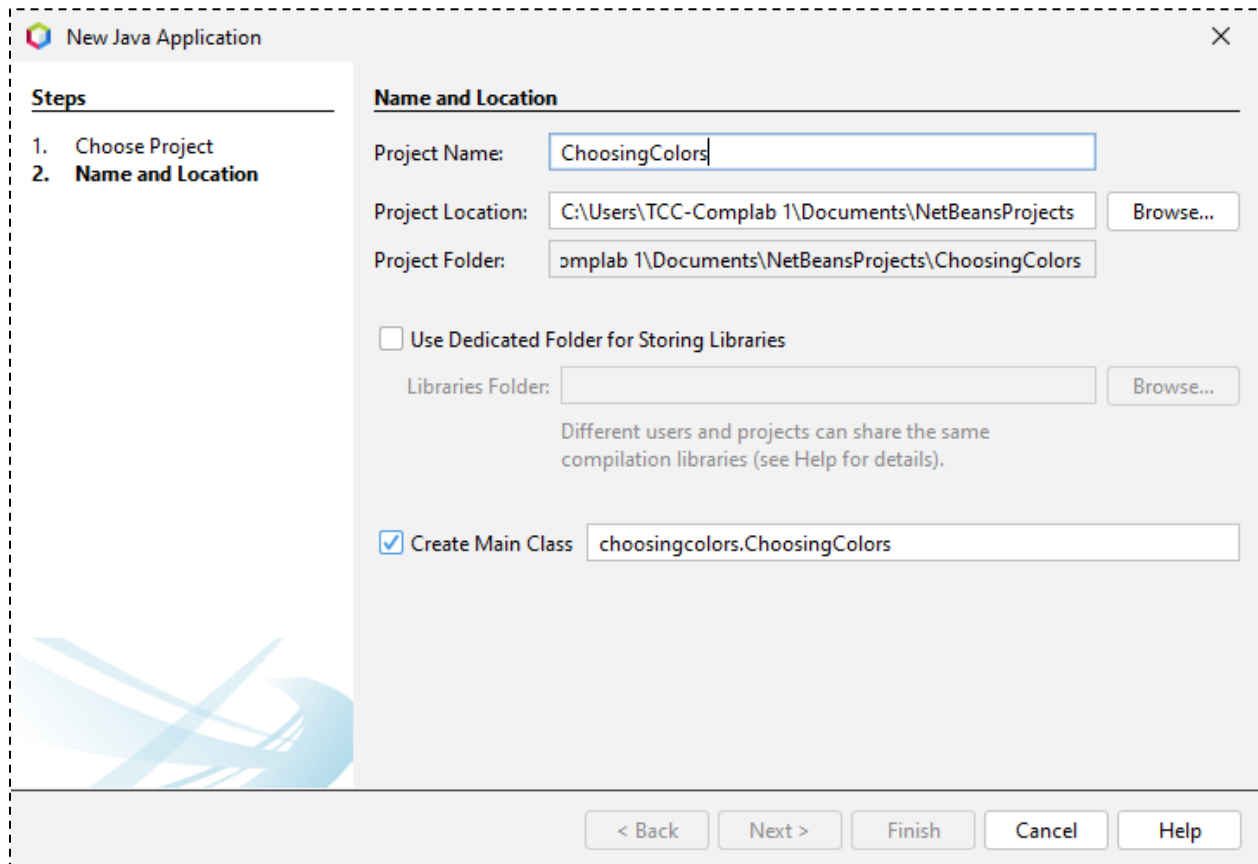 New Java Application
Steps
1. Choose Project
2. Name and Location
Name and Location
Project Name: ChoosingColors
Project Location: C:\Users\TCC-Complab 1\Documents\NetBeansProjects Browse...
Project Folder: omplab 1\Documents\NetBeansProjects\ChoosingColors
Use Dedicated Folder for Storing Libraries
Libraries Folder: Browse...
Different users and projects can share the same
compilation libraries (see Help for details).
Create Main Class choosingcolors.ChoosingColors
< Back Next > Finish Cancel Help